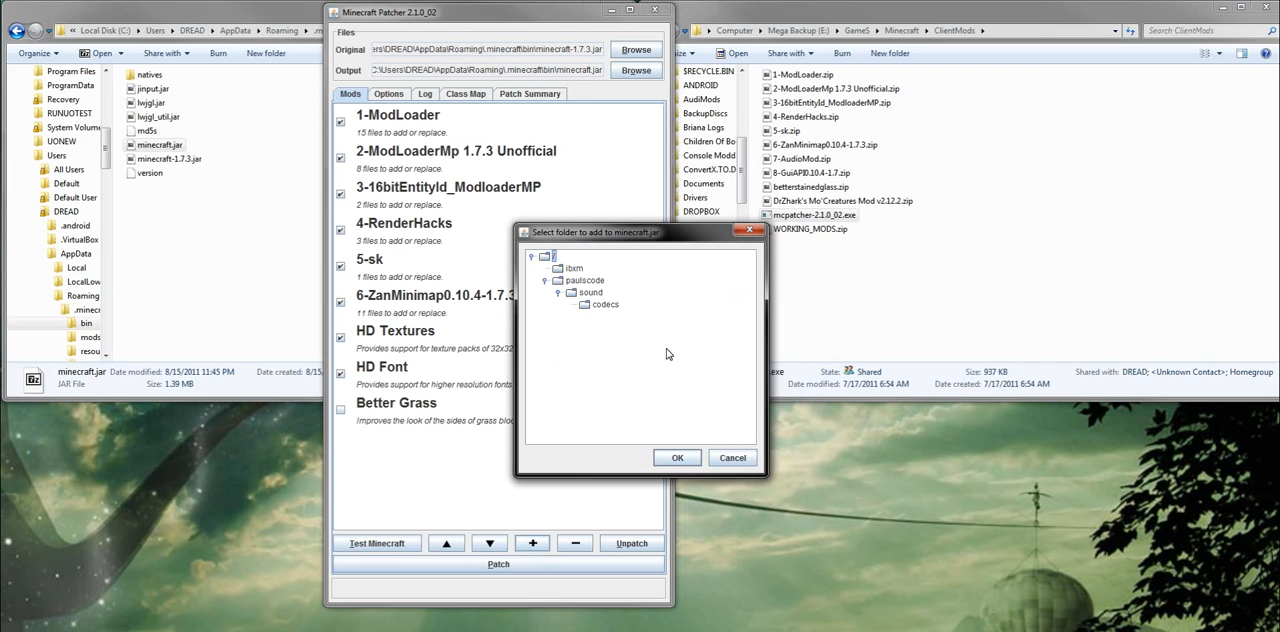 Minecraft Patcher 2.1.0_02
« Local Disk (C:) ▸ Users ▸ DREAD ▸ AppData ▸ Roaming ▸ .m
Organize Open Share with Burn New folder
Program Files
ProgramData
Recovery
RUNUOTEST
System Volume
UONEW
Users
All Users
Default
Default User
DREAD
.android
.VirtualBox
AppData
Local
LocalLow
Roaming
.minecr
bin
mods
resou
natives
jinput.jar
lwjgl.jar
lwjgl_util.jar
md5s
minecraft.jar
minecraft-1.7.3.jar
version
minecraft.jar Date modified: 8/15/2011 11:45 PM Date created: 8/15
JAR File Size: 1.39 MB
Files
Original ers\DREAD\AppData\Roaming\.minecraft\bin\minecraft-1.7.3.jar Browse
Output C:\Users\DREAD\AppData\Roaming\.minecraft\bin\minecraft.jar Browse
Mods Options Log Class Map Patch Summary
1-ModLoader
15 files to add or replace.
2-ModLoaderMp 1.7.3 Unofficial
8 files to add or replace.
3-16bitEntityId_ModloaderMP
2 files to add or replace.
4-RenderHacks
3 files to add or replace.
5-sk
1 files to add or replace.
6-ZanMinimap0.10.4-1.7.3
11 files to add or replace.
HD Textures
Provides support for texture packs of 32x32
HD Font
Provides support for higher resolution fonts
Better Grass
Improves the look of the sides of grass bloc
Test Minecraft + − Unpatch
Patch
Select folder to add to minecraft.jar
/
ibxm
paulscode
sound
codecs
OK Cancel
▸ Computer ▸ Mega Backup (E:) ▸ GameS ▸ Minecraft ▸ ClientMods ▸
Search ClientMods
ze Open Share with Burn New folder
$RECYCLE.BIN
ANDROID
AudiMods
BackupDiscs
Briana Logs
Children Of Bo
Console Modd
ConvertX.TO.D
Documents
Drivers
DROPBOX
1-ModLoader.zip
2-ModLoaderMp 1.7.3 Unofficial.zip
3-16bitEntityId_ModloaderMP.zip
4-RenderHacks.zip
5-sk.zip
6-ZanMinimap0.10.4-1.7.3.zip
7-AudioMod.zip
8-GuiAPI0.10.4-1.7.zip
betterstainedglass.zip
DrZhark's Mo'Creatures Mod v2.12.2.zip
mcpatcher-2.1.0_02.exe
WORKING_MODS.zip
.exe State: Shared Size: 937 KB Shared with: DREAD; <Unknown Contact>; Homegroup
Date modified: 7/17/2011 6:54 AM Date created: 7/17/2011 6:54 AM